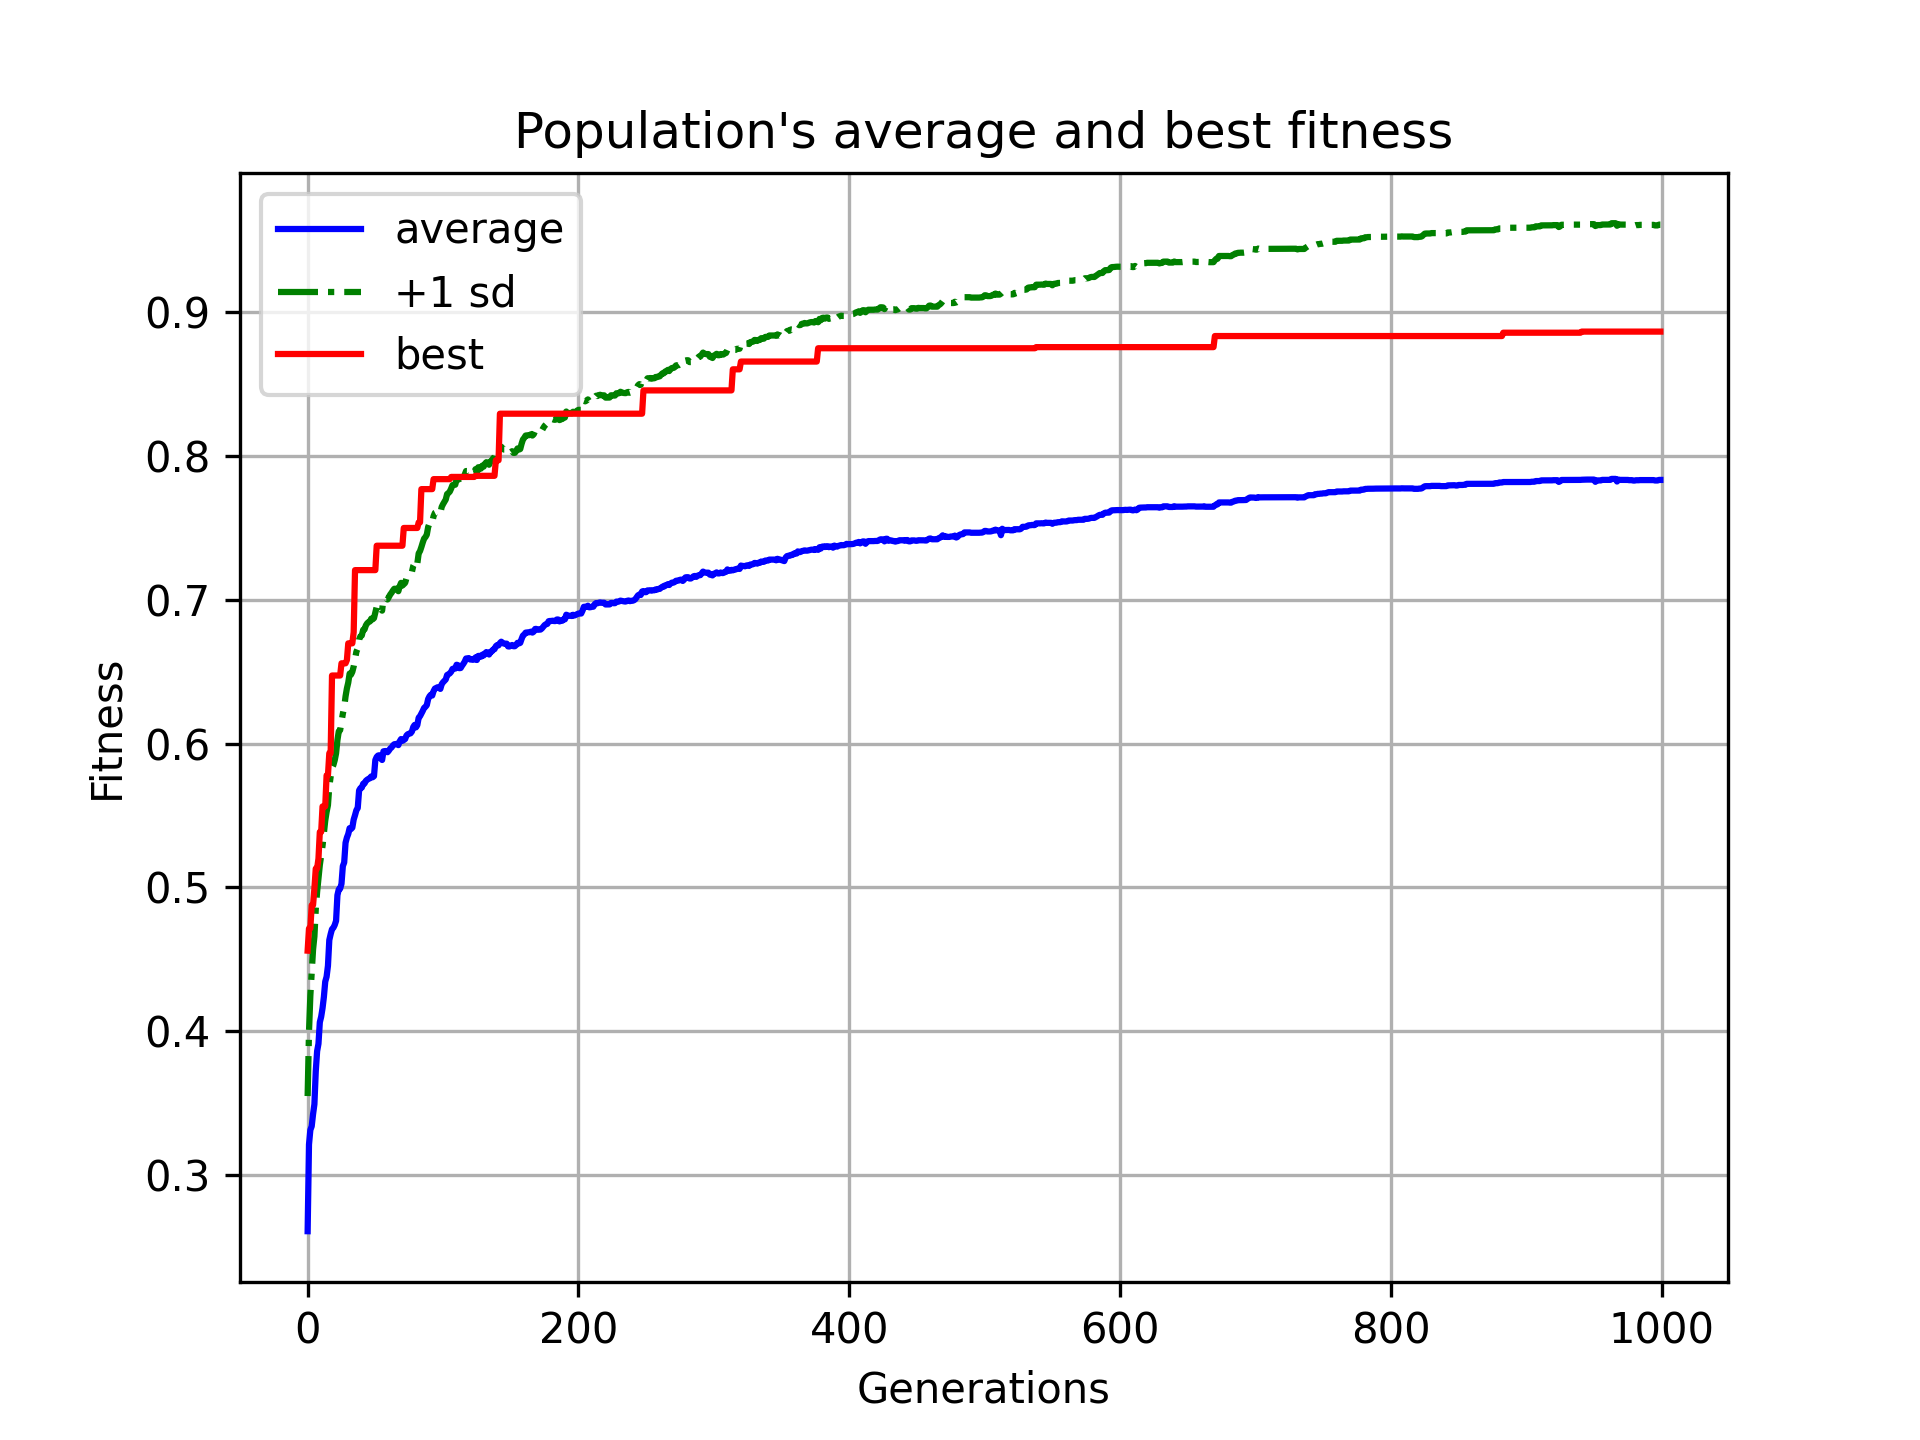 Population's average and best fitness
average
+1 sd
best
0.9
0.8
0.7
0.6
0.5
0.4
0.3
Fitness
0 200 400 600 800 1000
Generations